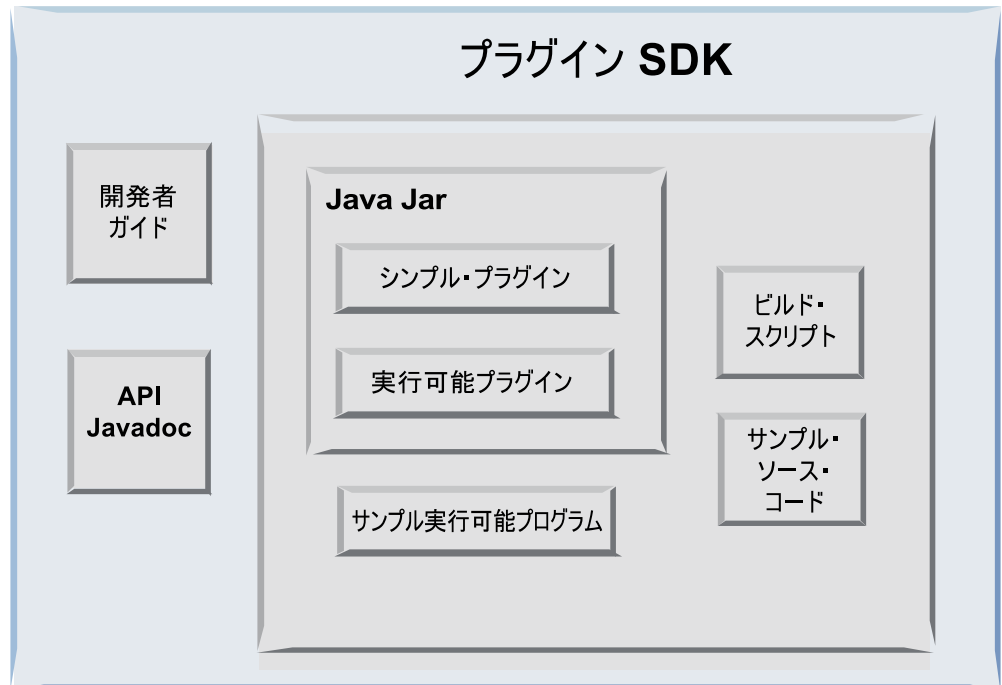 プラグイン SDK
開発者
ガイド
API
Javadoc
Java Jar
シンプル・プラグイン
実行可能プラグイン
サンプル実行可能プログラム
ビルド・
スクリプト
サンプル・
ソース・
コード